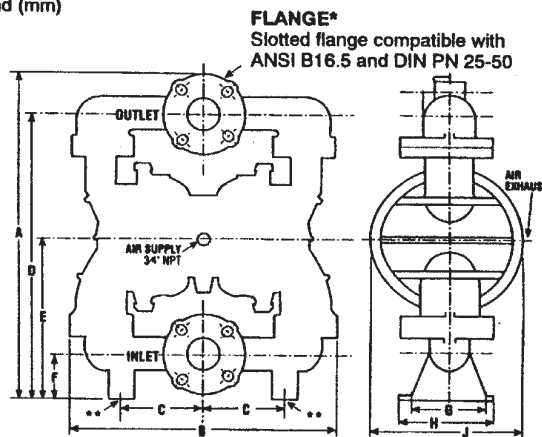 d (mm)
FLANGE*
Slotted flange compatible with
ANSI B16.5 and DIN PN 25-50
OUTLET
AIR
EXHAUS
A
D
E
AIR SUPPLY
3/4" NPT
INLET
F
**
C
C
**
B
G
H
J